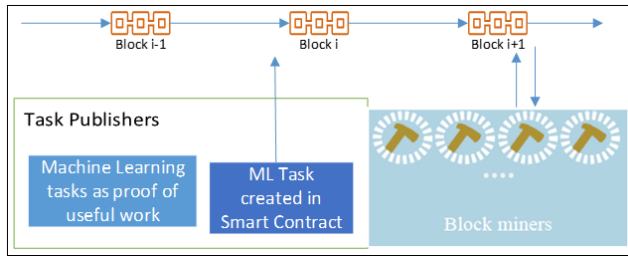 Block i-1
Block i
Block i+1
Task Publishers
Machine Learning
tasks as proof of
useful work
ML Task
created in
Smart Contract
Block miners